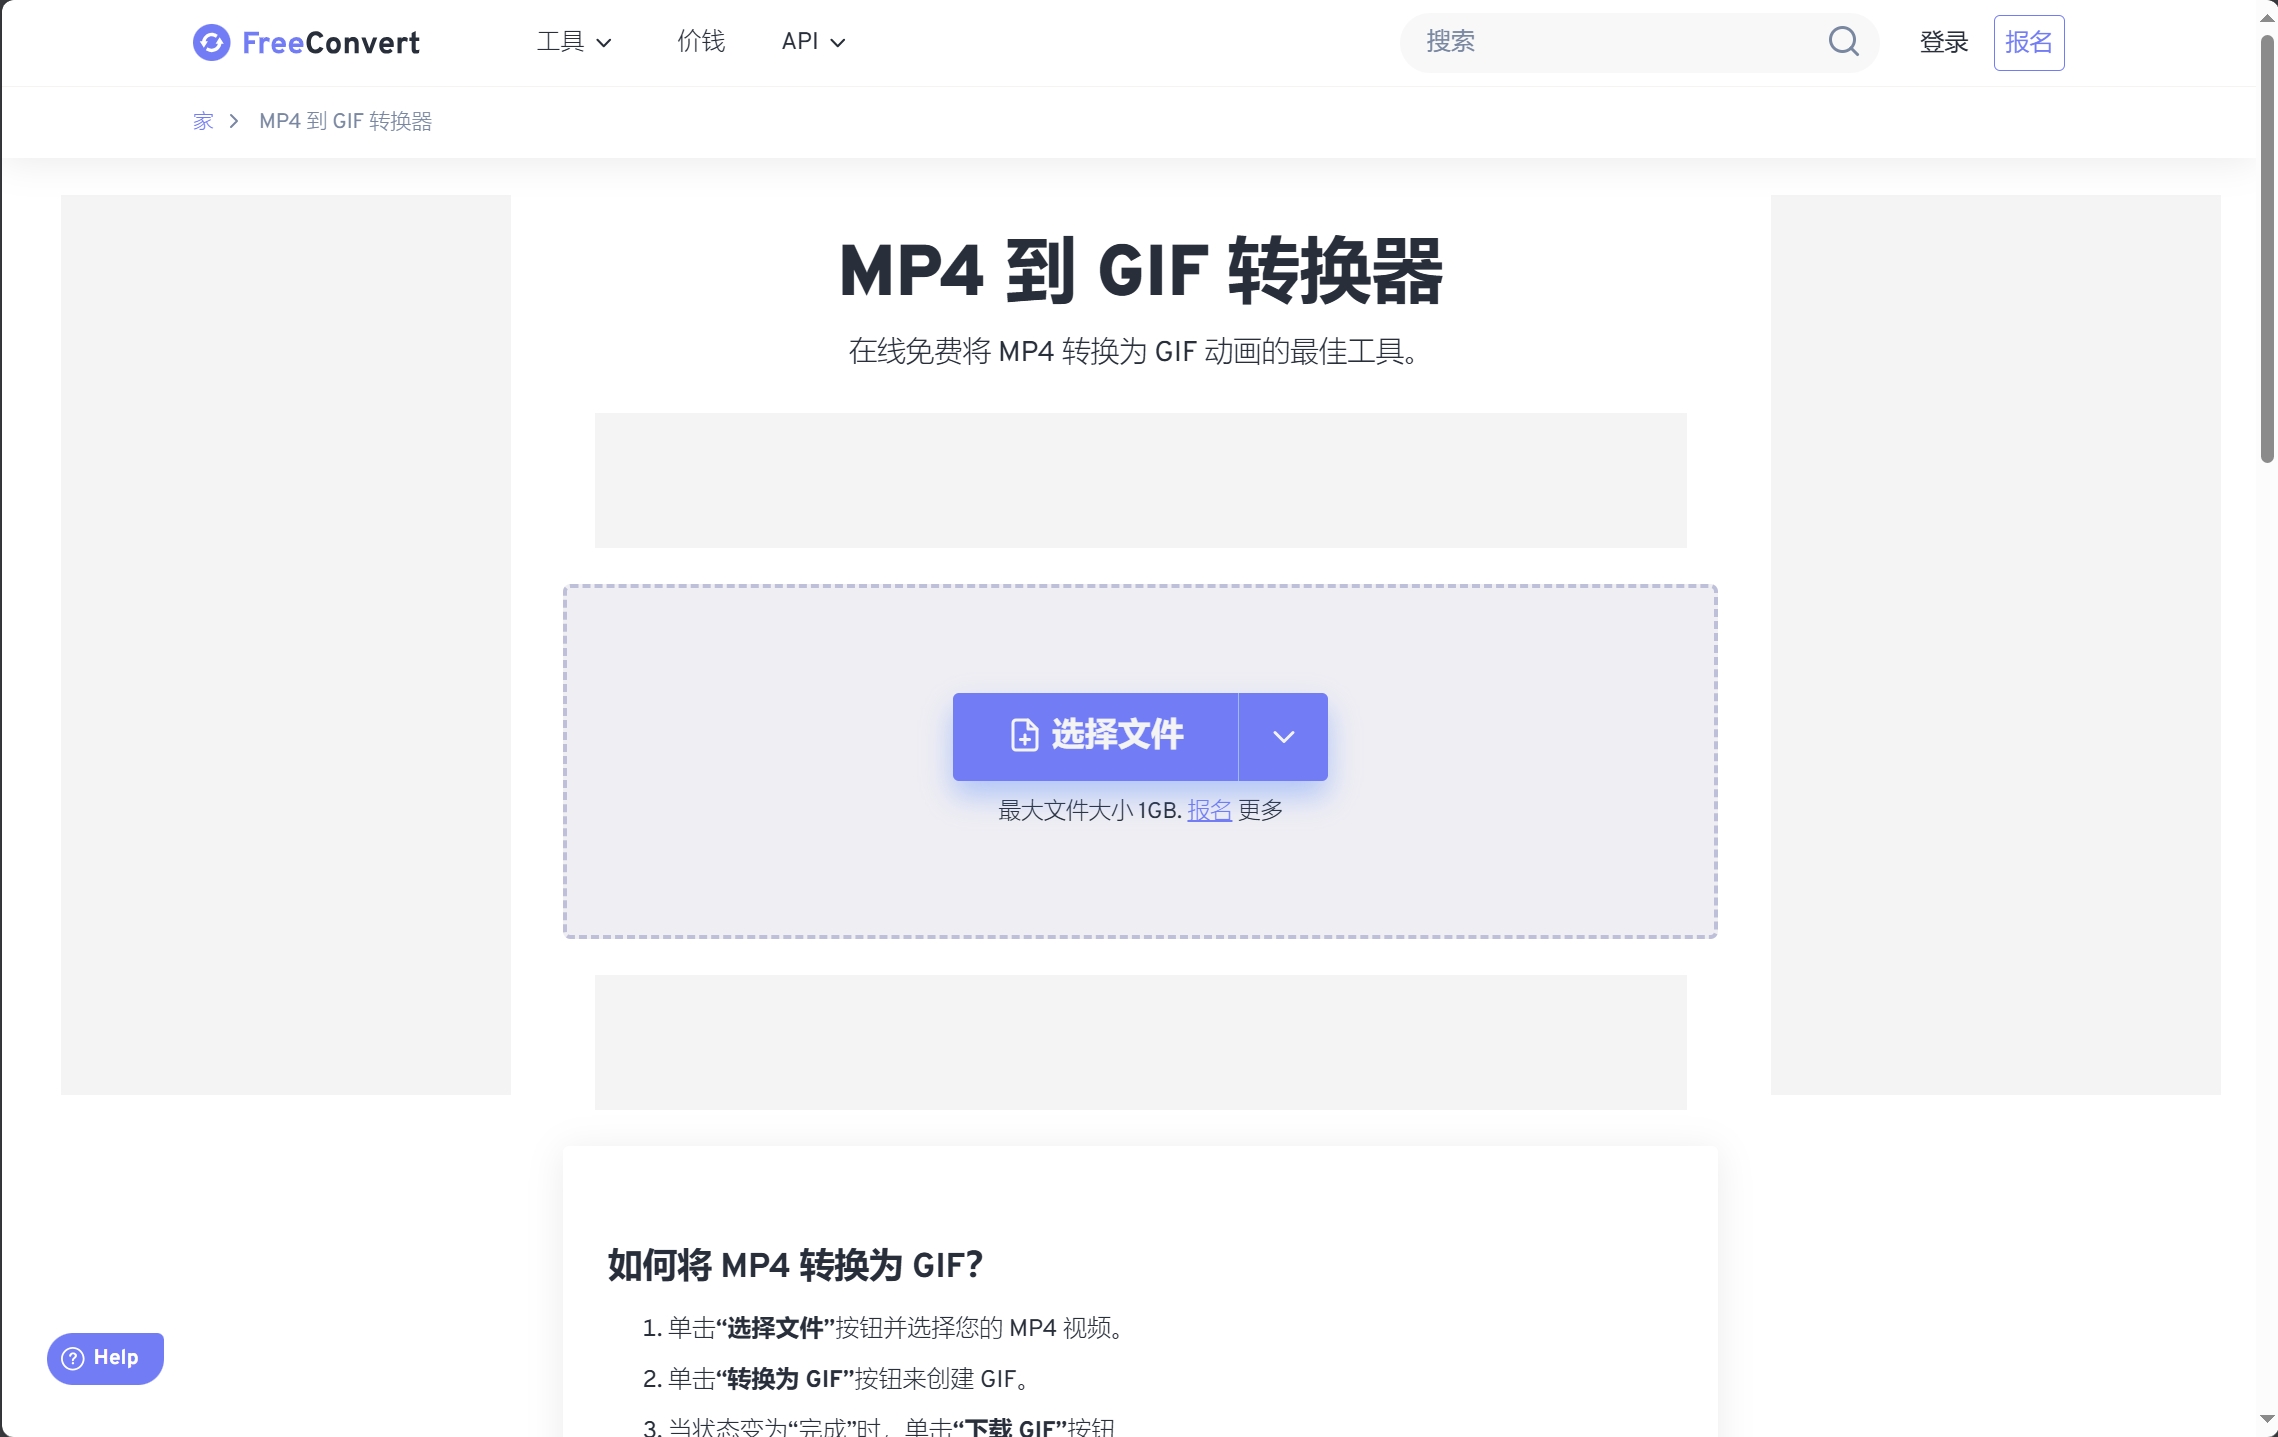 FreeConvert
工具
价钱
API
搜索
登录
报名
家 > MP4 到 GIF 转换器
MP4 到 GIF 转换器
在线免费将 MP4 转换为 GIF 动画的最佳工具。
选择文件
最大文件大小 1GB. 报名 更多
如何将 MP4 转换为 GIF？
1. 单击“选择文件”按钮并选择您的 MP4 视频。
2. 单击“转换为 GIF”按钮来创建 GIF。
3. 当状态变为“完成”时，单击“下载 GIF”按钮
Help